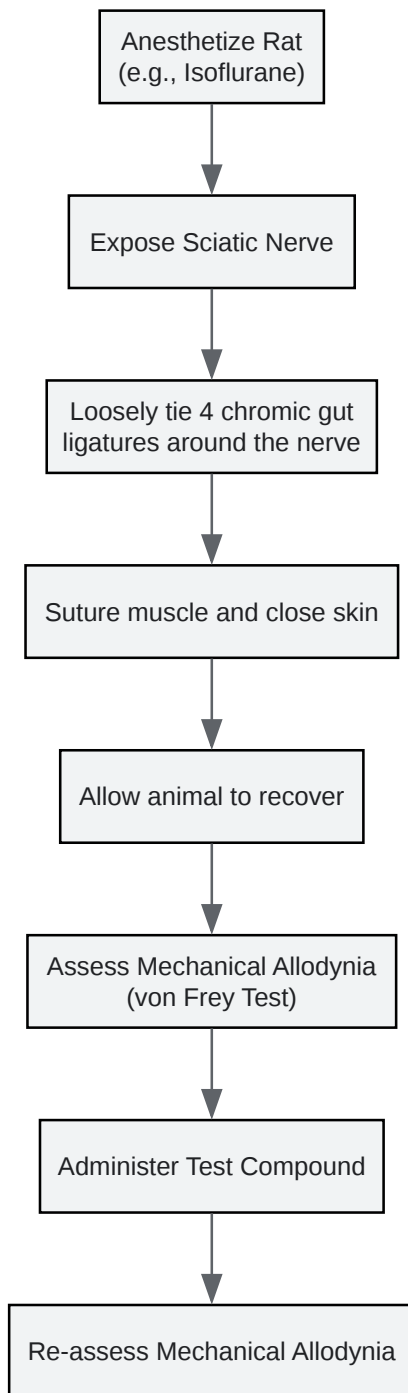 Anesthetize Rat
(e.g., Isoflurane)
Expose Sciatic Nerve
Loosely tie 4 chromic gut
ligatures around the nerve
Suture muscle and close skin
Allow animal to recover
Assess Mechanical Allodynia
(von Frey Test)
Administer Test Compound
Re-assess Mechanical Allodynia